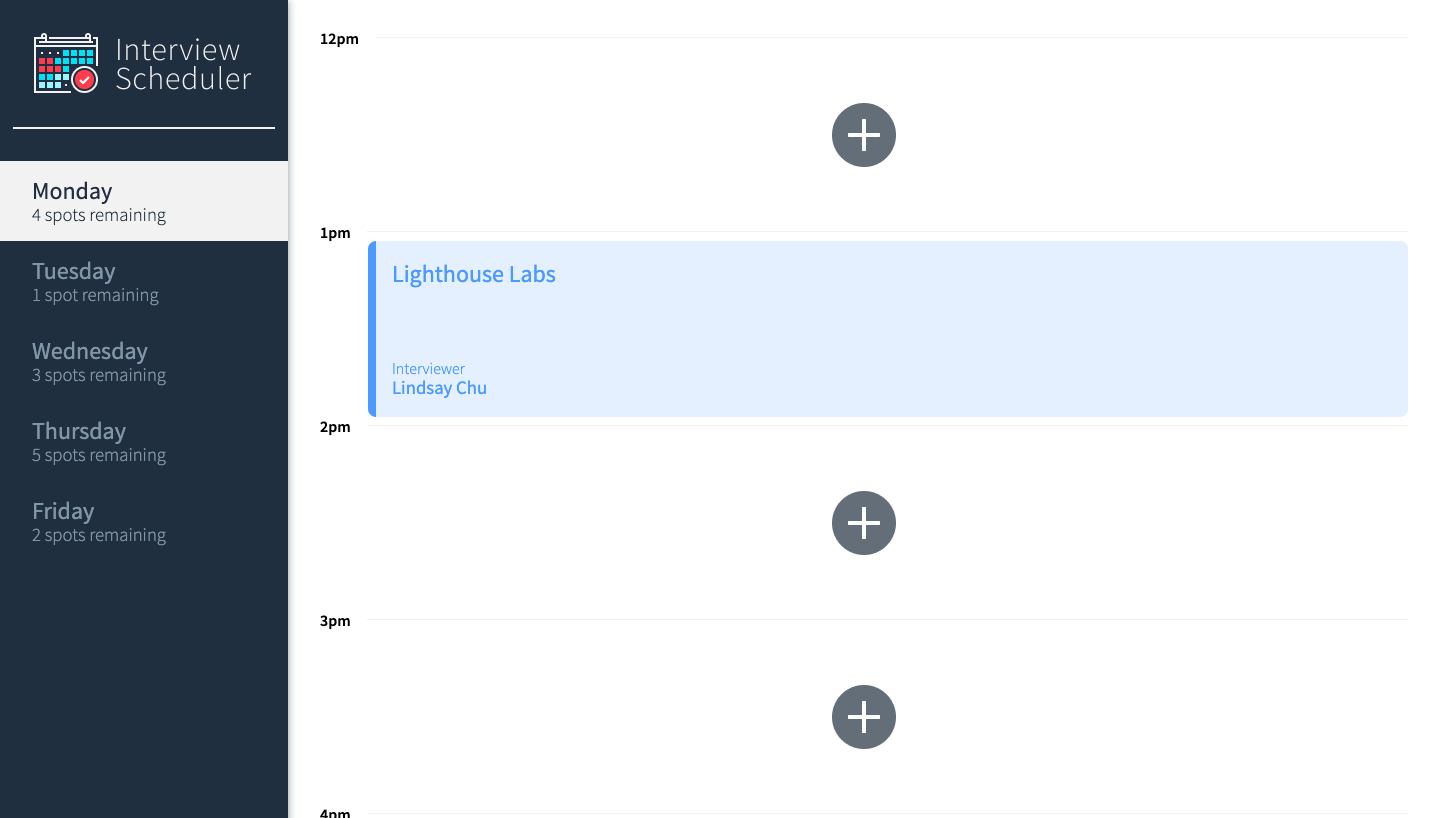 Interview
Scheduler
Monday
4 spots remaining
Tuesday
1 spot remaining
Wednesday
3 spots remaining
Thursday
5 spots remaining
Friday
2 spots remaining
12pm
1pm
Lighthouse Labs
Interviewer
Lindsay Chu
2pm
3pm
4pm